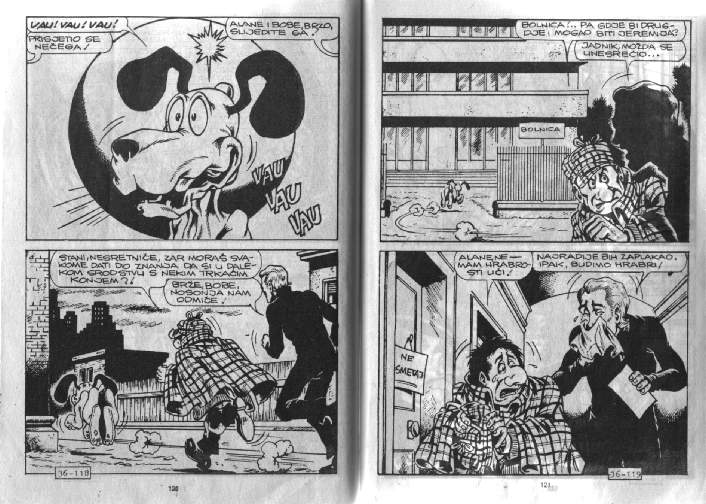 VAU! VAU! VAU!
PRISJETIO SE
NEČEGA!
ALANE I BOBE, BRZO,
SLIJEDITE GA!
VAU
VAU
VAU
STANI, NESRETNIČE, ZAR MORAŠ SVA-
KOME DATI DO ZNANJA DA SI U DALE-
KOM SRODSTVU S NEKIM TRKAĆIM
KONJEM?!
BRŽE, BOBE,
NOSONJA NAM
ODMIČE!
36-118
120
BOLNICA!.. PA GDJE BI DRUG-
DJE I MOGAO BITI JEREMIJA?
JADNIK, MOŽDA SE
UNESREĆIO...
BOLNICA
ALANE, NE-
MAM HRABRO-
STI UĆI!
NAJRADIJE BIH ZAPLAKAO.
IPAK, BUDIMO HRABRI!
NE
SMETAJ
36-119
121